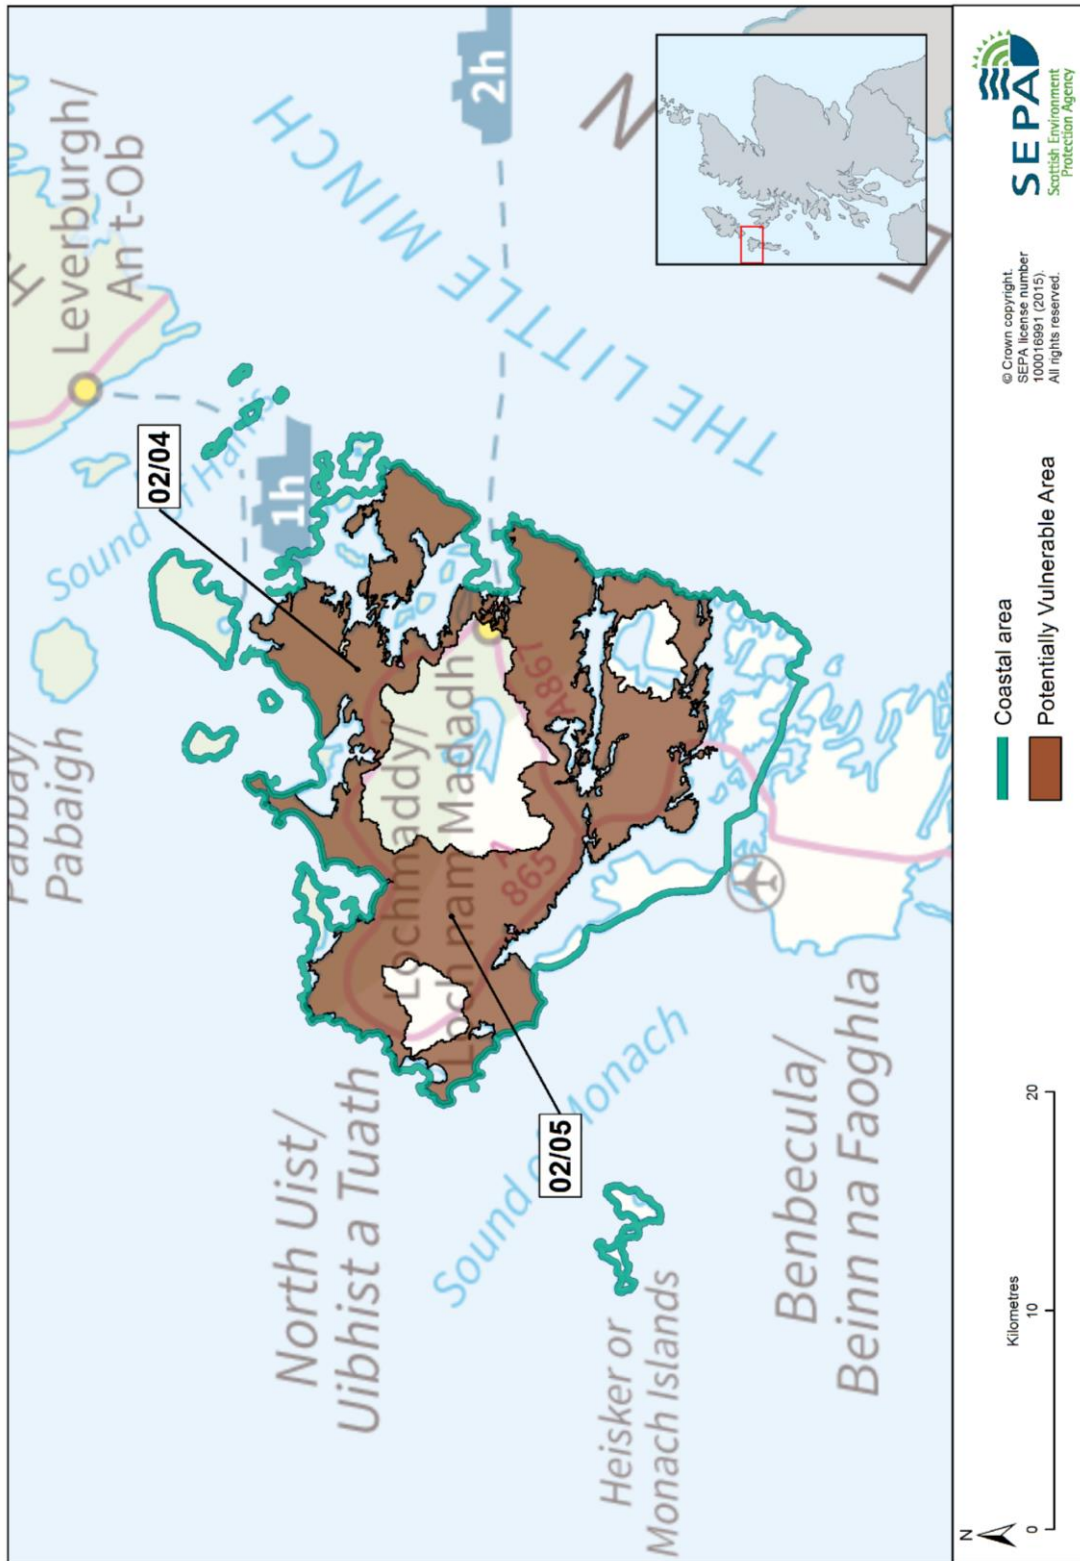 Leverburgh/
An t-Ob
H
Pabbay/
Pabaigh
Sound of Harris
02/04
1h
2h
THE LITTLE MINCH
N
E
North Uist/
Uibhist a Tuath
Lochmaddy/
Loch nam Madadh
A867
A
865
02/05
Sound of Monach
Heisker or
Monach Islands
Benbecula/
Beinn na Faoghla
N
0
10
20
Kilometres
Coastal area
Potentially Vulnerable Area
© Crown copyright.
SEPA license number
100016991 (2015).
All rights reserved.
SEPA
Scottish Environment
Protection Agency